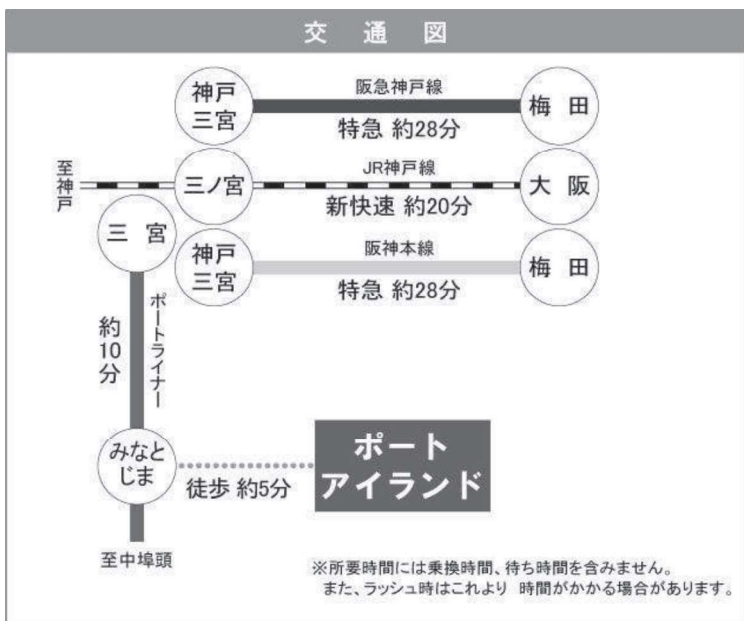 交 通 図
神戸
三宮
阪急神戸線
特急 約28分
梅 田
至神戸
三ノ宮
JR神戸線
新快速 約20分
大 阪
三 宮
神戸
三宮
阪神本線
特急 約28分
梅 田
約10分
ポートライナー
みなと
じま
徒歩 約5分
ポート
アイランド
至中埠頭
※所要時間には乗換時間、待ち時間を含みません。
また、ラッシュ時はこれより 時間がかかる場合があります。